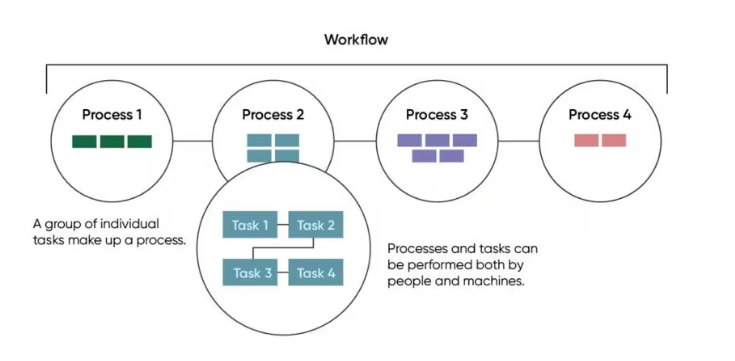 Workflow
Process 1
Process 2
Process 3
Process 4
A group of individual
tasks make up a process.
Task 1
Task 2
Task 3
Task 4
Processes and tasks can
be performed both by
people and machines.